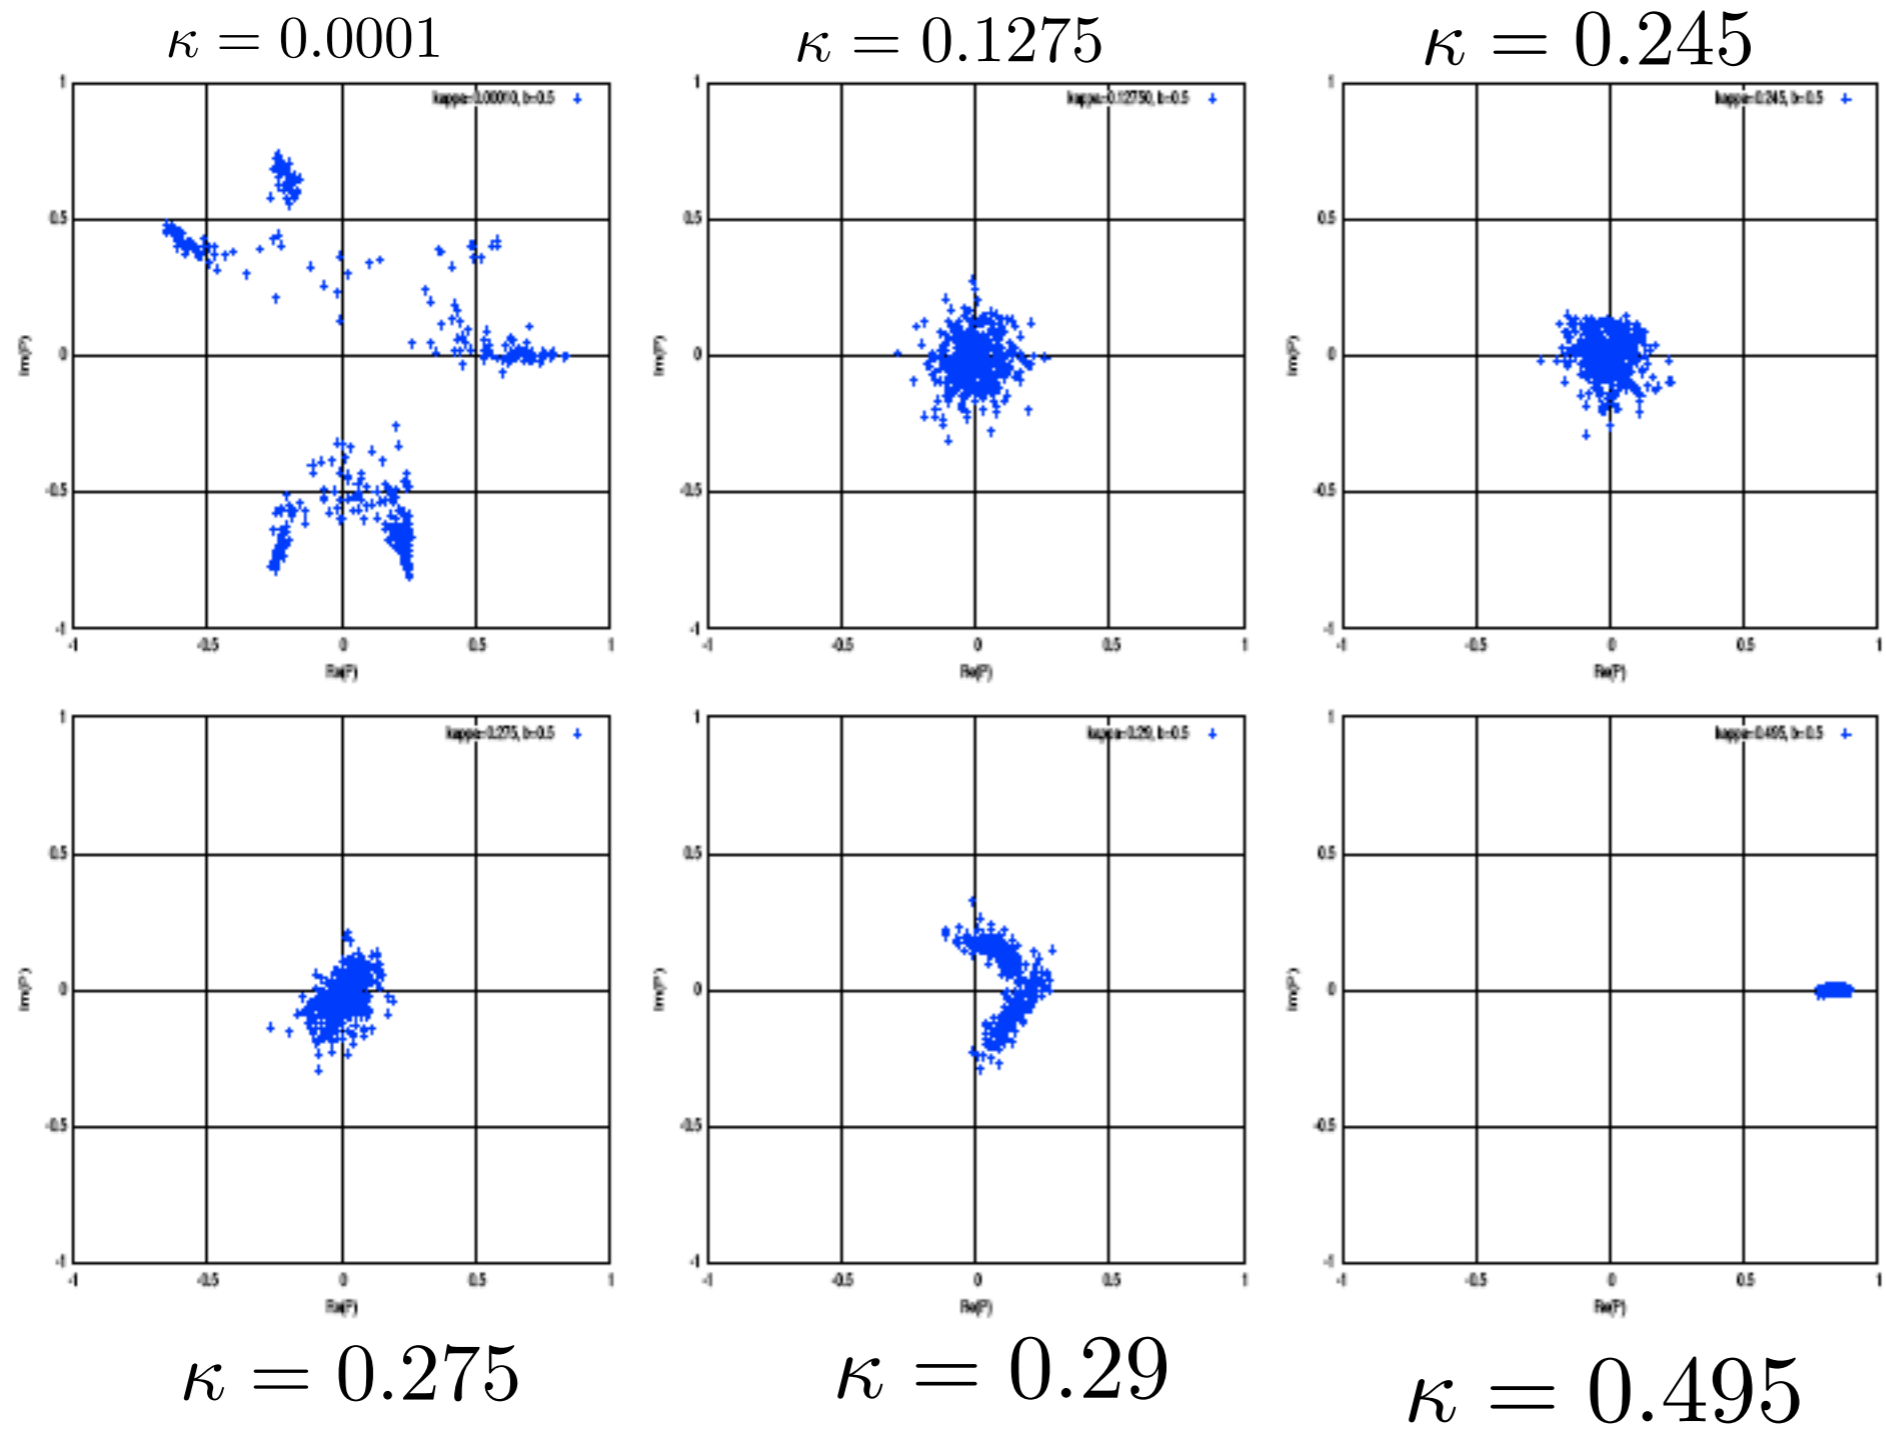 κ = 0.0001
κ = 0.1275
κ = 0.245
1
kappa=0.00010, b=0.5
0.5
Im(P)
0
-0.5
-1
-1 -0.5 0 0.5 1
Re(P)
1
kappa=0.12750, b=0.5
0.5
Im(P)
0
-0.5
-1
-1 -0.5 0 0.5 1
Re(P)
1
kappa=0.245, b=0.5
0.5
Im(P)
0
-0.5
-1
-1 -0.5 0 0.5 1
Re(P)
1
kappa=0.275, b=0.5
0.5
Im(P)
0
-0.5
-1
-1 -0.5 0 0.5 1
Re(P)
1
kappa=0.29, b=0.5
0.5
Im(P)
0
-0.5
-1
-1 -0.5 0 0.5 1
Re(P)
1
kappa=0.495, b=0.5
0.5
Im(P)
0
-0.5
-1
-1 -0.5 0 0.5 1
Re(P)
κ = 0.275
κ = 0.29
κ = 0.495